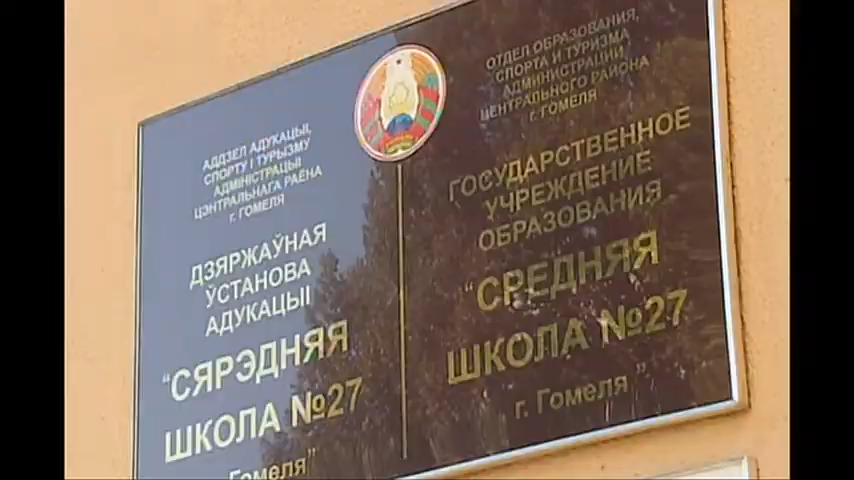 АДДЗЕЛ АДУКАЦЫІ,
СПОРТУ І ТУРЫЗМУ
АДМІНІСТРАЦЫІ
ЦЭНТРАЛЬНАГА РАЁНА
г. ГОМЕЛЯ
ДЗЯРЖАЎНАЯ
ЎСТАНОВА
АДУКАЦЫІ
“СЯРЭДНЯЯ
ШКОЛА №27
г. Гомеля”
ОТДЕЛ ОБРАЗОВАНИЯ,
СПОРТА И ТУРИЗМА
АДМИНИСТРАЦИИ
ЦЕНТРАЛЬНОГО РАЙОНА
г. ГОМЕЛЯ
ГОСУДАРСТВЕННОЕ
УЧРЕЖДЕНИЕ
ОБРАЗОВАНИЯ
“СРЕДНЯЯ
ШКОЛА №27
г. Гомеля”